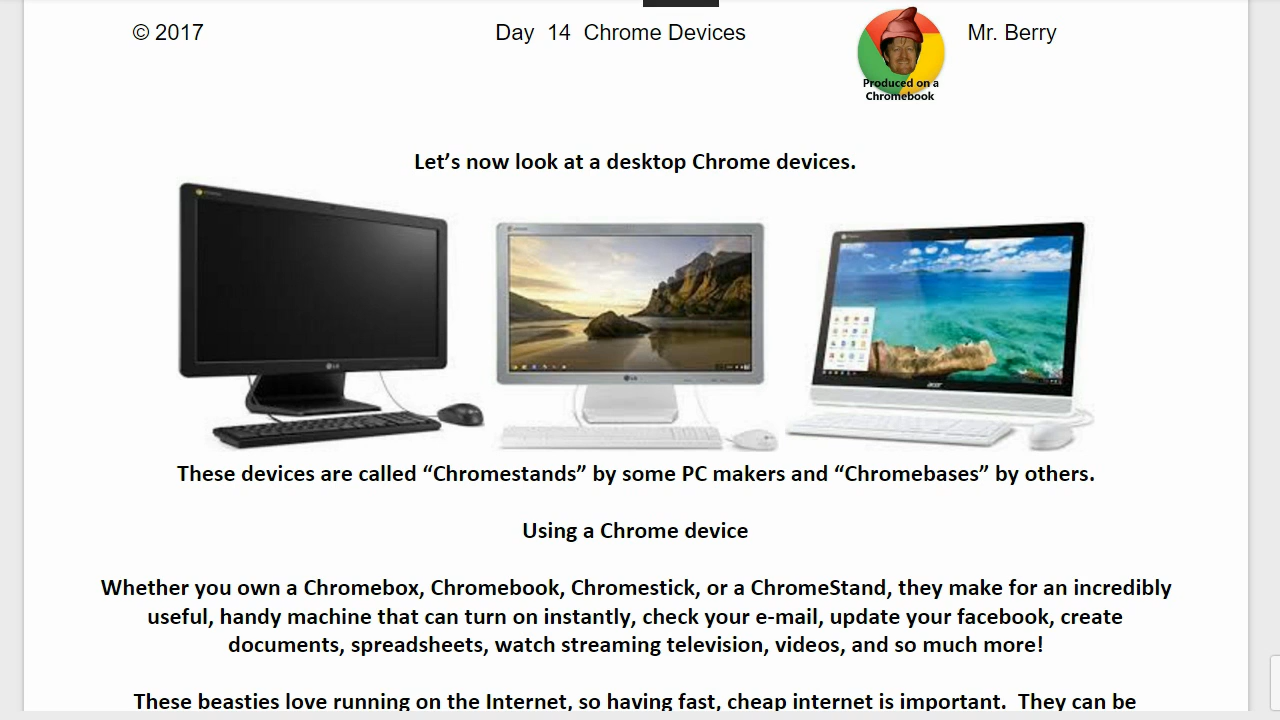 © 2017 Day 14 Chrome Devices Mr. Berry
Produced on a
Chromebook
Let's now look at a desktop Chrome devices.
LG
LG
acer
These devices are called “Chromestands” by some PC makers and “Chromebases” by others.
Using a Chrome device
Whether you own a Chromebox, Chromebook, Chromestick, or a ChromeStand, they make for an incredibly
useful, handy machine that can turn on instantly, check your e-mail, update your facebook, create
documents, spreadsheets, watch streaming television, videos, and so much more!
These beasties love running on the Internet, so having fast, cheap internet is important. They can be